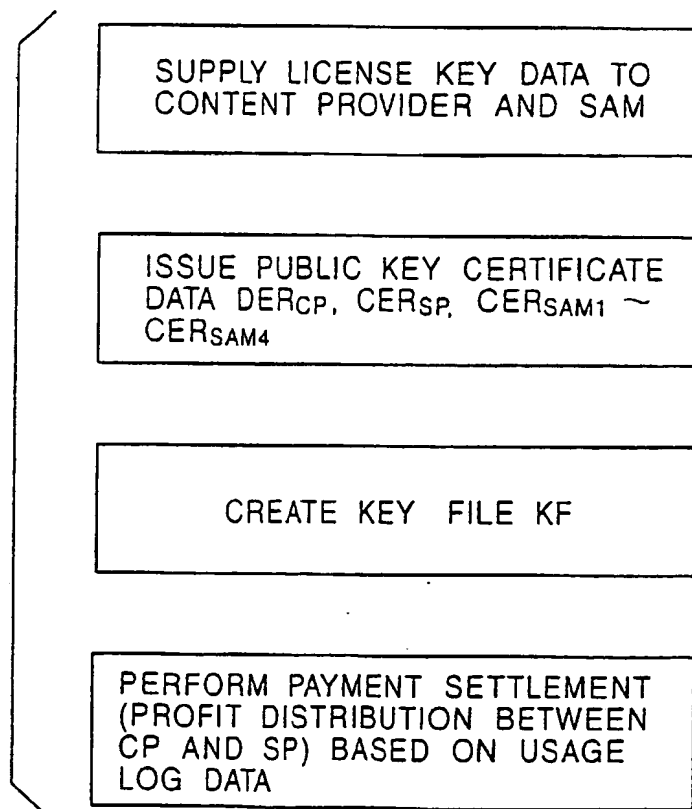 SUPPLY LICENSE KEY DATA TO
CONTENT PROVIDER AND SAM
ISSUE PUBLIC KEY CERTIFICATE
DATA DERCP, CERSP, CERSAM1 ~
CERSAM4
CREATE KEY FILE KF
PERFORM PAYMENT SETTLEMENT
(PROFIT DISTRIBUTION BETWEEN
CP AND SP) BASED ON USAGE
LOG DATA